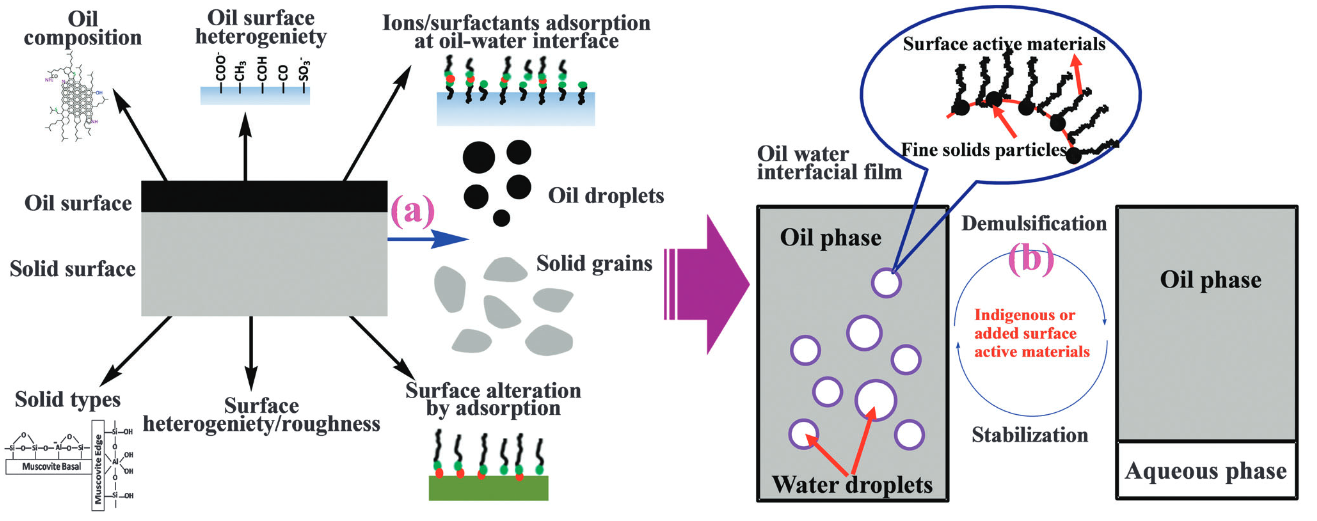 Oil
composition
Oil surface
heterogeniety
Ions/surfactants adsorption
at oil-water interface
COO⁻
CH₃
COH
CO
SO₃⁻
Oil surface
Solid surface
(a)
Oil droplets
Solid grains
Solid types
Surface
heterogeniety/roughness
Surface alteration
by adsorption
Muscovite Basal
Muscovite Edge
Surface active materials
Fine solids particles
Oil water
interfacial film
Oil phase
Water droplets
Demulsification
(b)
Indigenous or
added surface
active materials
Stabilization
Oil phase
Aqueous phase